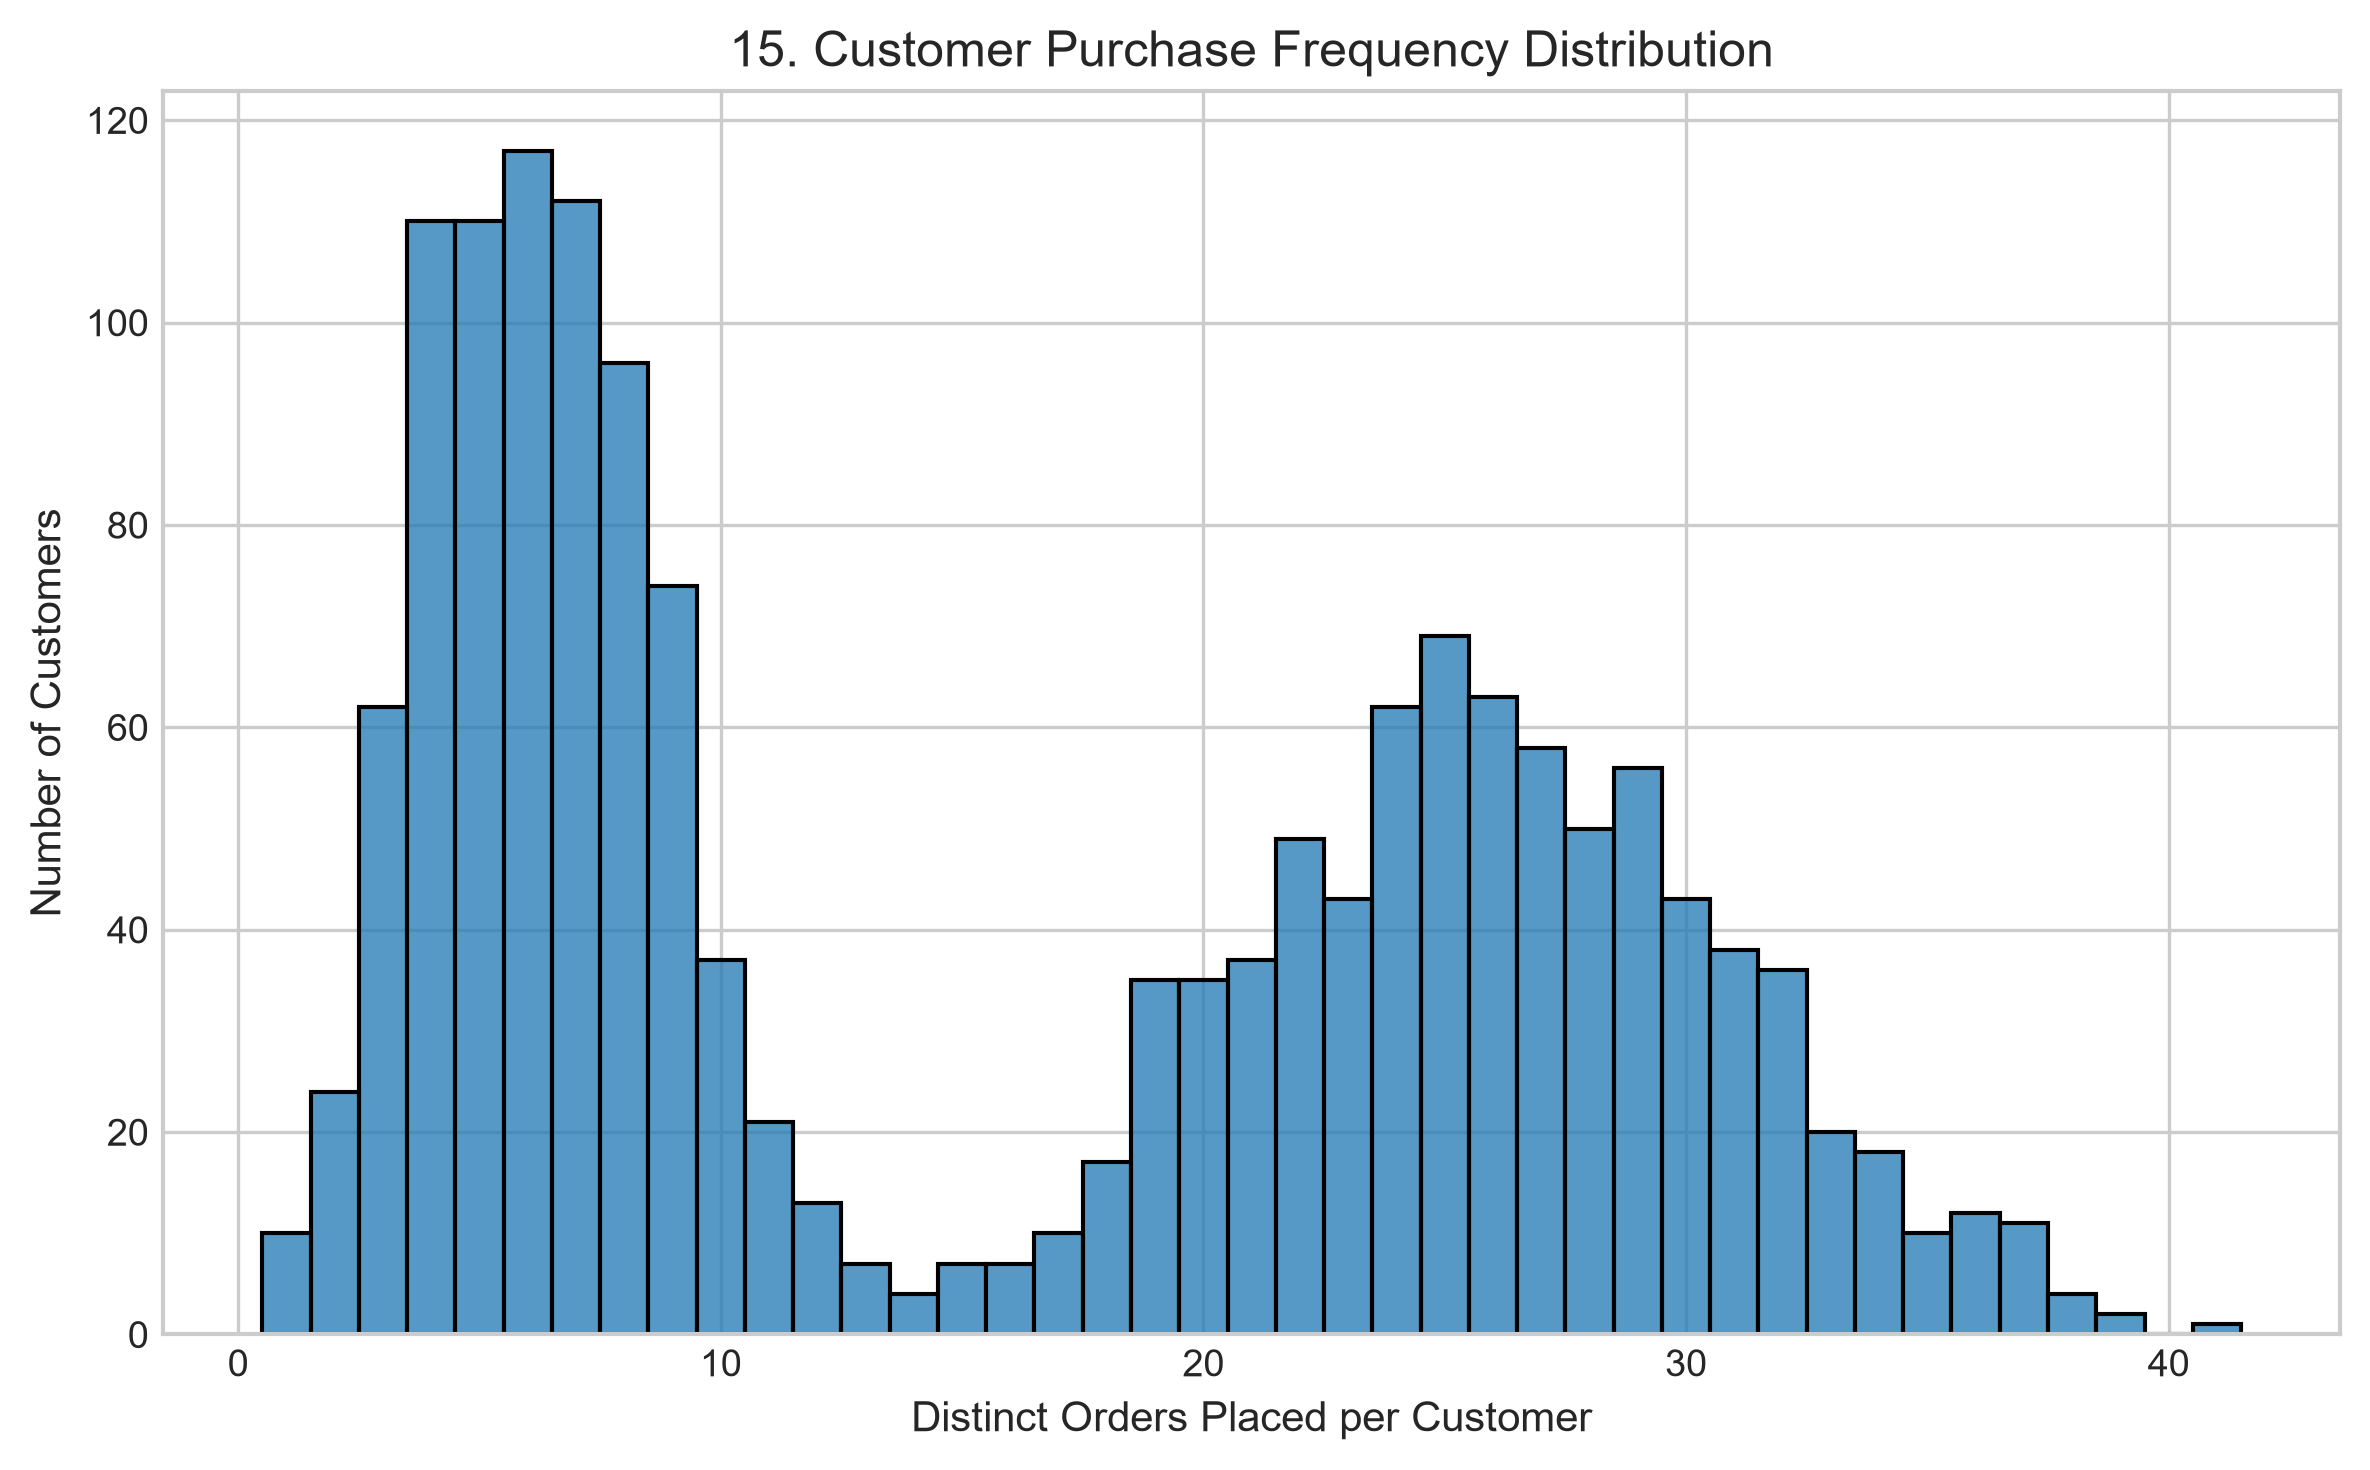 15. Customer Purchase Frequency Distribution
120
100
80
60
40
20
0
Number of Customers
0 10 20 30 40
Distinct Orders Placed per Customer